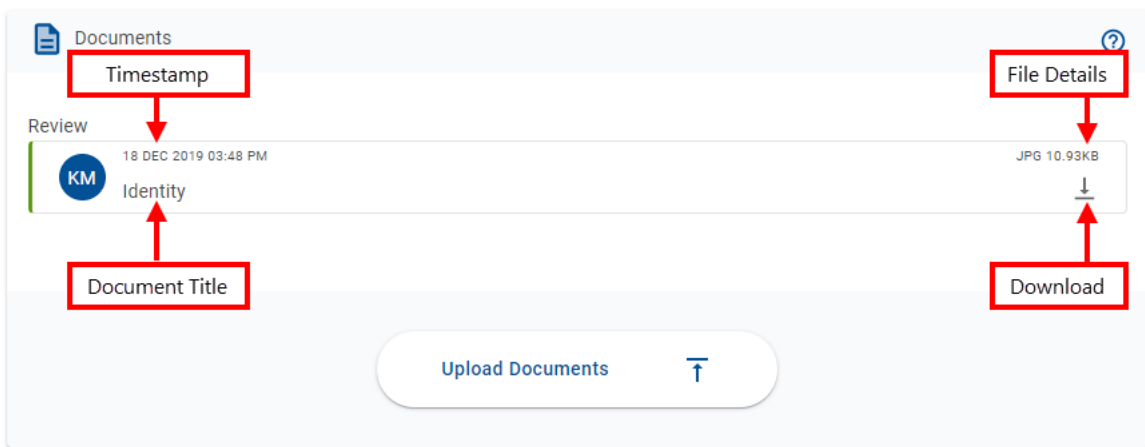 Documents
Timestamp
File Details
Review
18 DEC 2019 03:48 PM
JPG 10.93KB
KM
Identity
Document Title
Download
Upload Documents